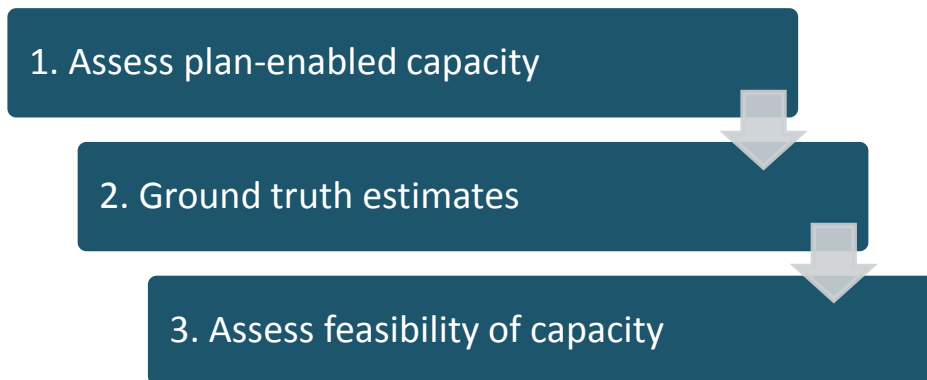 1. Assess plan-enabled capacity
2. Ground truth estimates
3. Assess feasibility of capacity